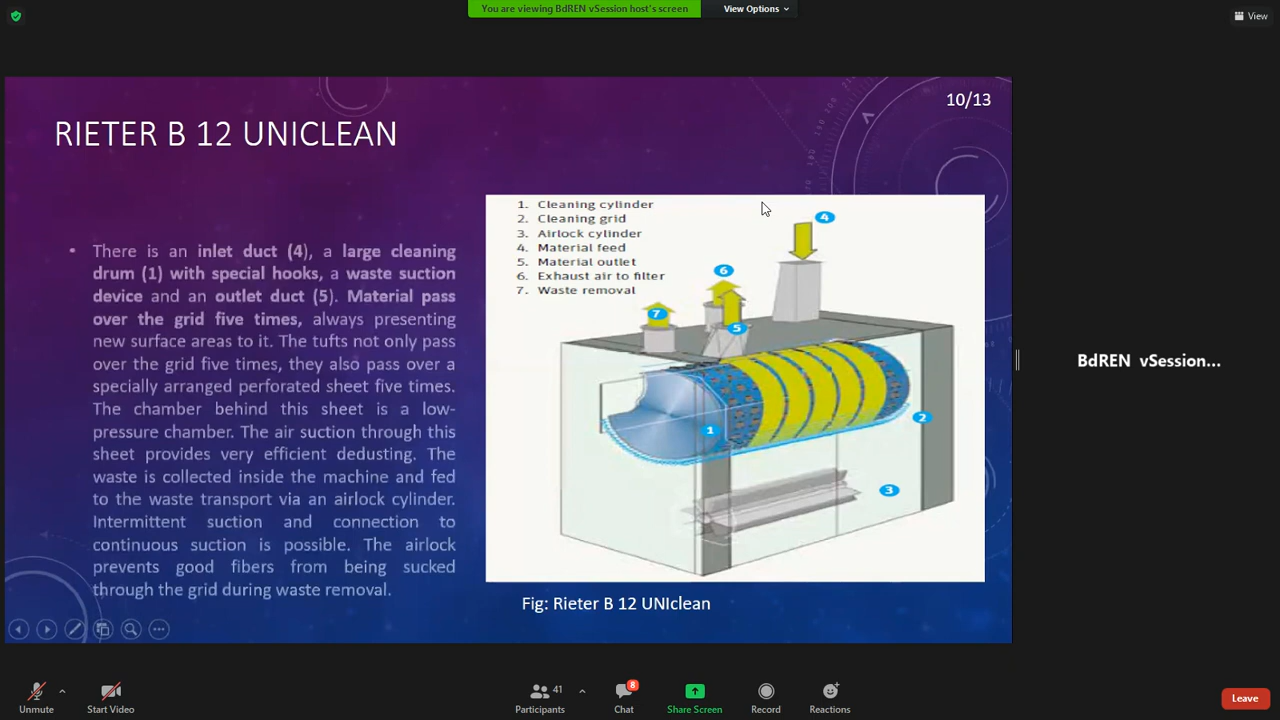 You are viewing BdREN vSession host's screen
View Options
View
10/13
RIETER B 12 UNICLEAN
• There is an inlet duct (4), a large cleaning
drum (1) with special hooks, a waste suction
device and an outlet duct (5). Material pass
over the grid five times, always presenting
new surface areas to it. The tufts not only pass
over the grid five times, they also pass over a
specially arranged perforated sheet five times.
The chamber behind this sheet is a low-
pressure chamber. The air suction through this
sheet provides very efficient dedusting. The
waste is collected inside the machine and fed
to the waste transport via an airlock cylinder.
Intermittent suction and connection to
continuous suction is possible. The airlock
prevents good fibers from being sucked
through the grid during waste removal.
1. Cleaning cylinder
2. Cleaning grid
3. Airlock cylinder
4. Material feed
5. Material outlet
6. Exhaust air to filter
7. Waste removal
4
6
7
5
2
1
3
Fig: Rieter B 12 UNIclean
BdREN vSession...
Unmute
Start Video
41
Participants
8
Chat
Share Screen
Record
Reactions
Leave